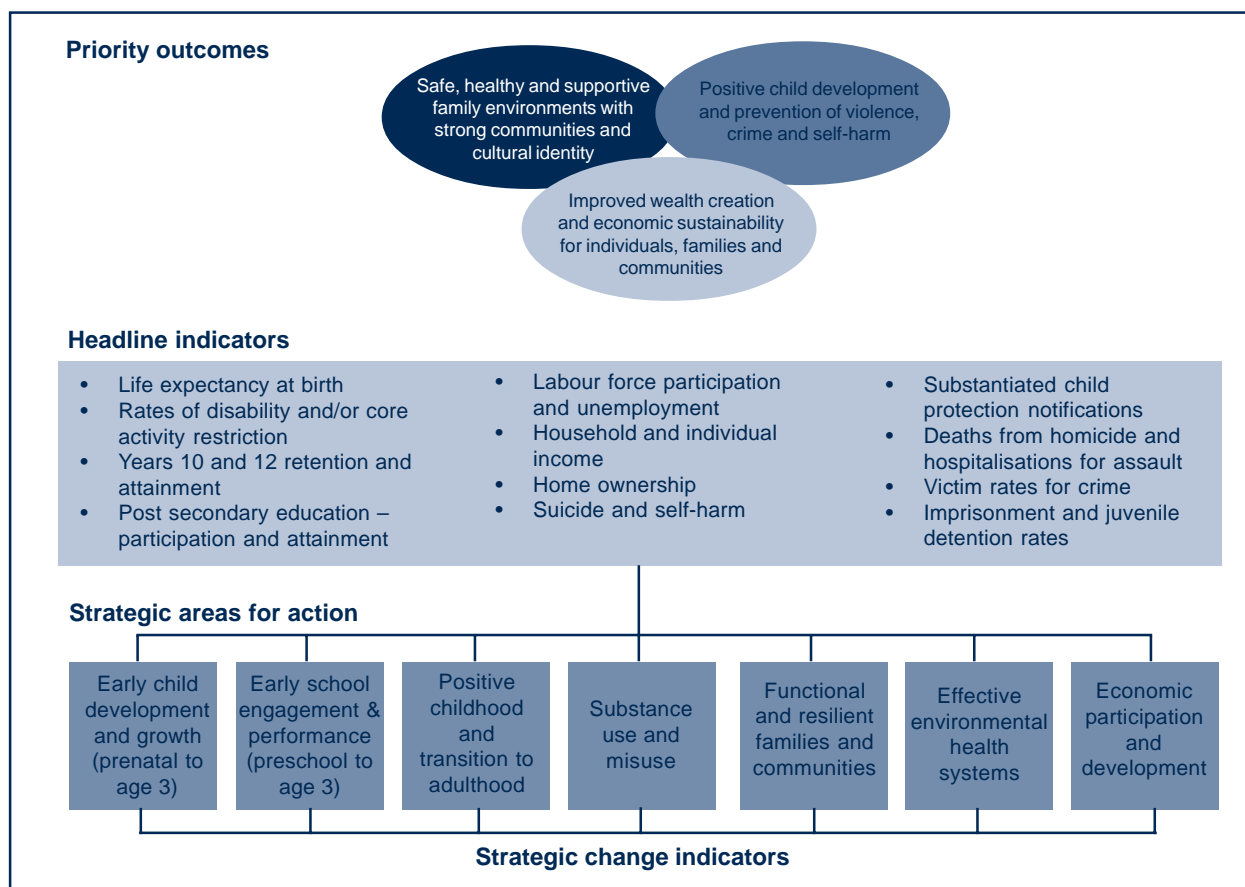 Priority outcomes
Safe, healthy and supportive
family environments with
strong communities and
cultural identity
Positive child development
and prevention of violence,
crime and self-harm
Improved wealth creation
and economic sustainability
for individuals, families and
communities
Headline indicators
• Life expectancy at birth
• Rates of disability and/or core
activity restriction
• Years 10 and 12 retention and
attainment
• Post secondary education –
participation and attainment
• Labour force participation
and unemployment
• Household and individual
income
• Home ownership
• Suicide and self-harm
• Substantiated child
protection notifications
• Deaths from homicide and
hospitalisations for assault
• Victim rates for crime
• Imprisonment and juvenile
detention rates
Strategic areas for action
Early child
development
and growth
(prenatal to
age 3)
Early school
engagement &
performance
(preschool to
age 3)
Positive
childhood
and
transition to
adulthood
Substance
use and
misuse
Functional
and resilient
families and
communities
Effective
environmental
health
systems
Economic
participation
and
development
Strategic change indicators